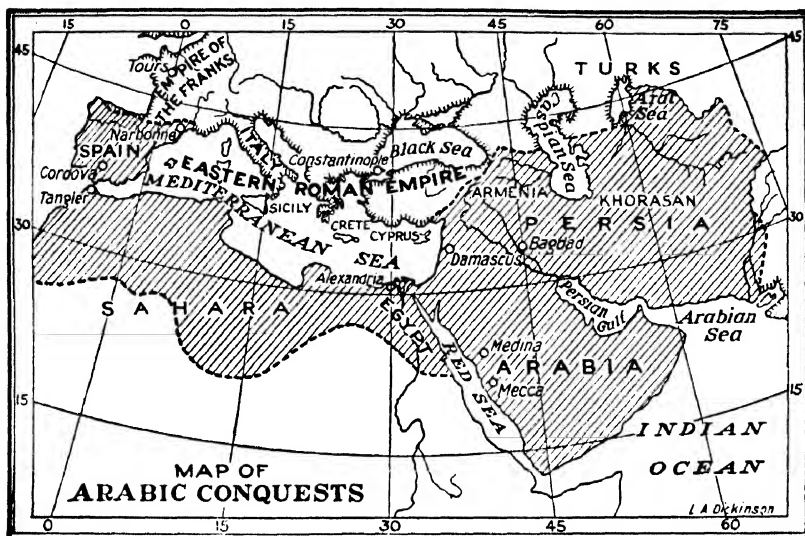 15 0 15 30 45 60 75
45
45
TURKS
Tours
EMPIRE OF
THE FRANKS
Aral
Sea
Caspian Sea
Narbonne
ITALY
Black Sea
SPAIN
Constantinople
Cordova
EASTERN ROMAN EMPIRE
ARMENIA
KHORASAN
Tangier
MEDITERRANEAN SEA
SICILY
PERSIA
30
30
CRETE
CYPRUS
Bagdad
Damascus
Alexandria
SAHARA
EGYPT
Persian
Gulf
Arabian
Sea
Medina
ARABIA
RED SEA
Mecca
15
15
INDIAN
OCEAN
MAP OF
ARABIC CONQUESTS
L A Dickinson
0 15 30 45 60